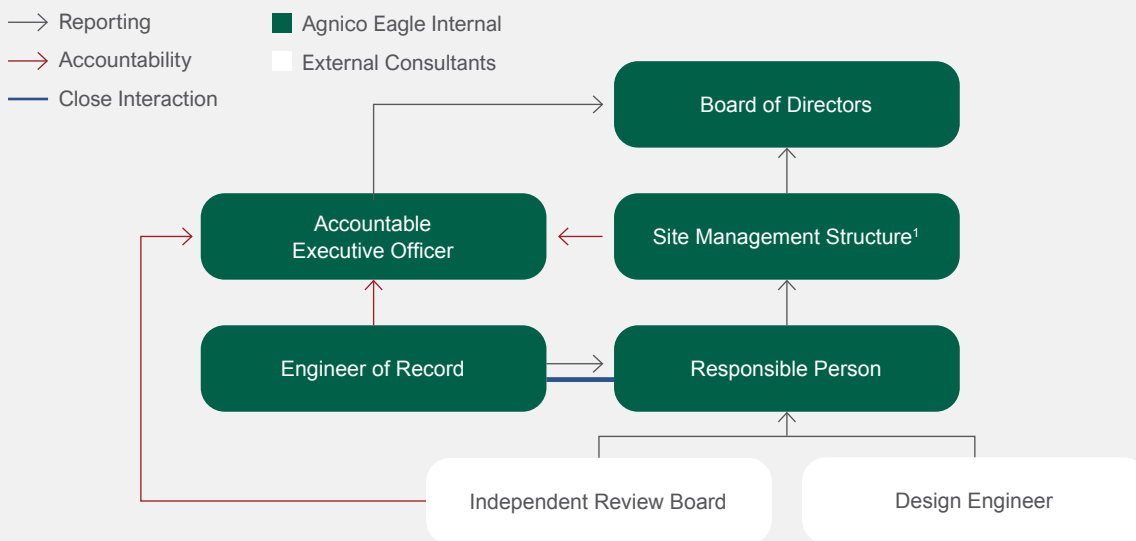 Reporting
Accountability
Close Interaction
Agnico Eagle Internal
External Consultants
Board of Directors
Accountable
Executive Officer
Site Management Structure¹
Engineer of Record
Responsible Person
Independent Review Board
Design Engineer